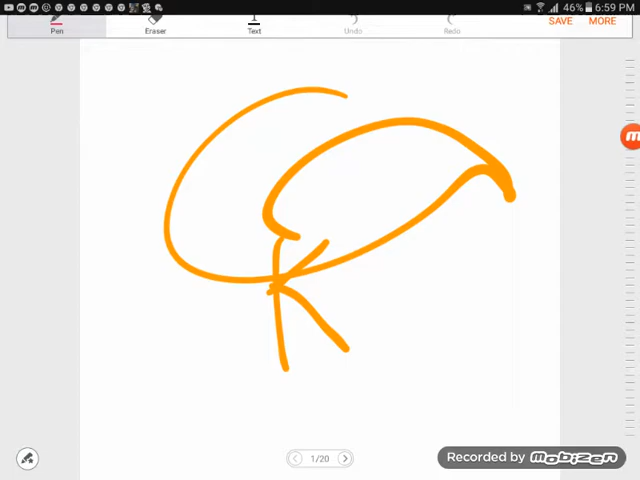 46% 6:59 PM
Pen Eraser Text Undo Redo SAVE MORE
K
1/20
Recorded by MOBIZEN